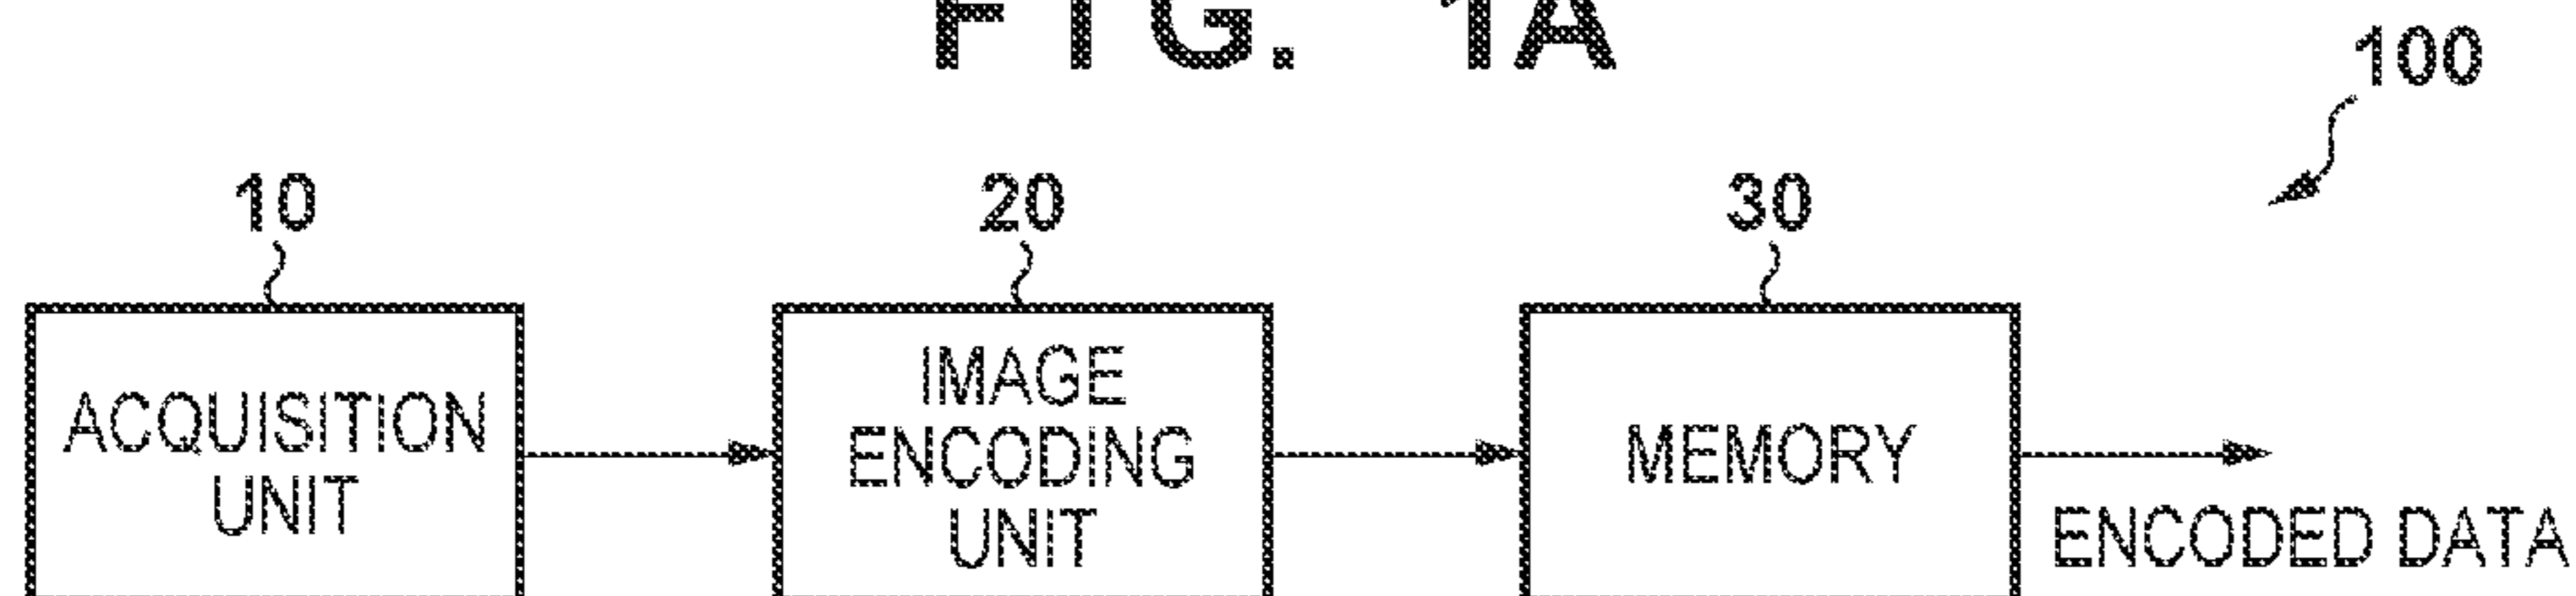 FIG. 1A
100
10
20
30
ACQUISITION
UNIT
IMAGE
ENCODING
UNIT
MEMORY
ENCODED DATA